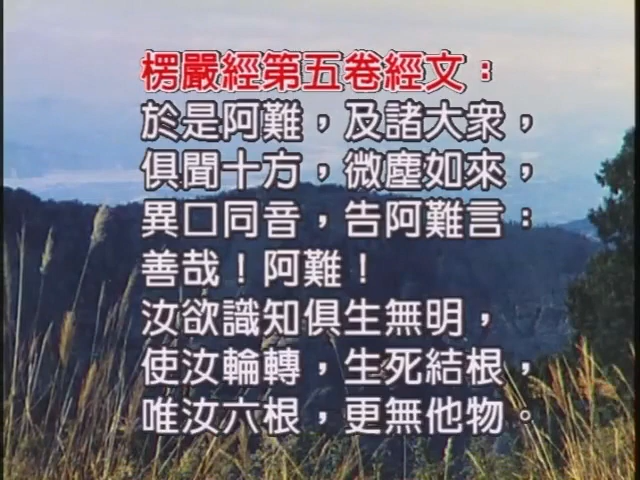 楞嚴經第五卷經文：
於是阿難，及諸大眾，
俱聞十方，微塵如來，
異口同音，告阿難言：
善哉！阿難！
汝欲識知俱生無明，
使汝輪轉，生死結根，
唯汝六根，更無他物。